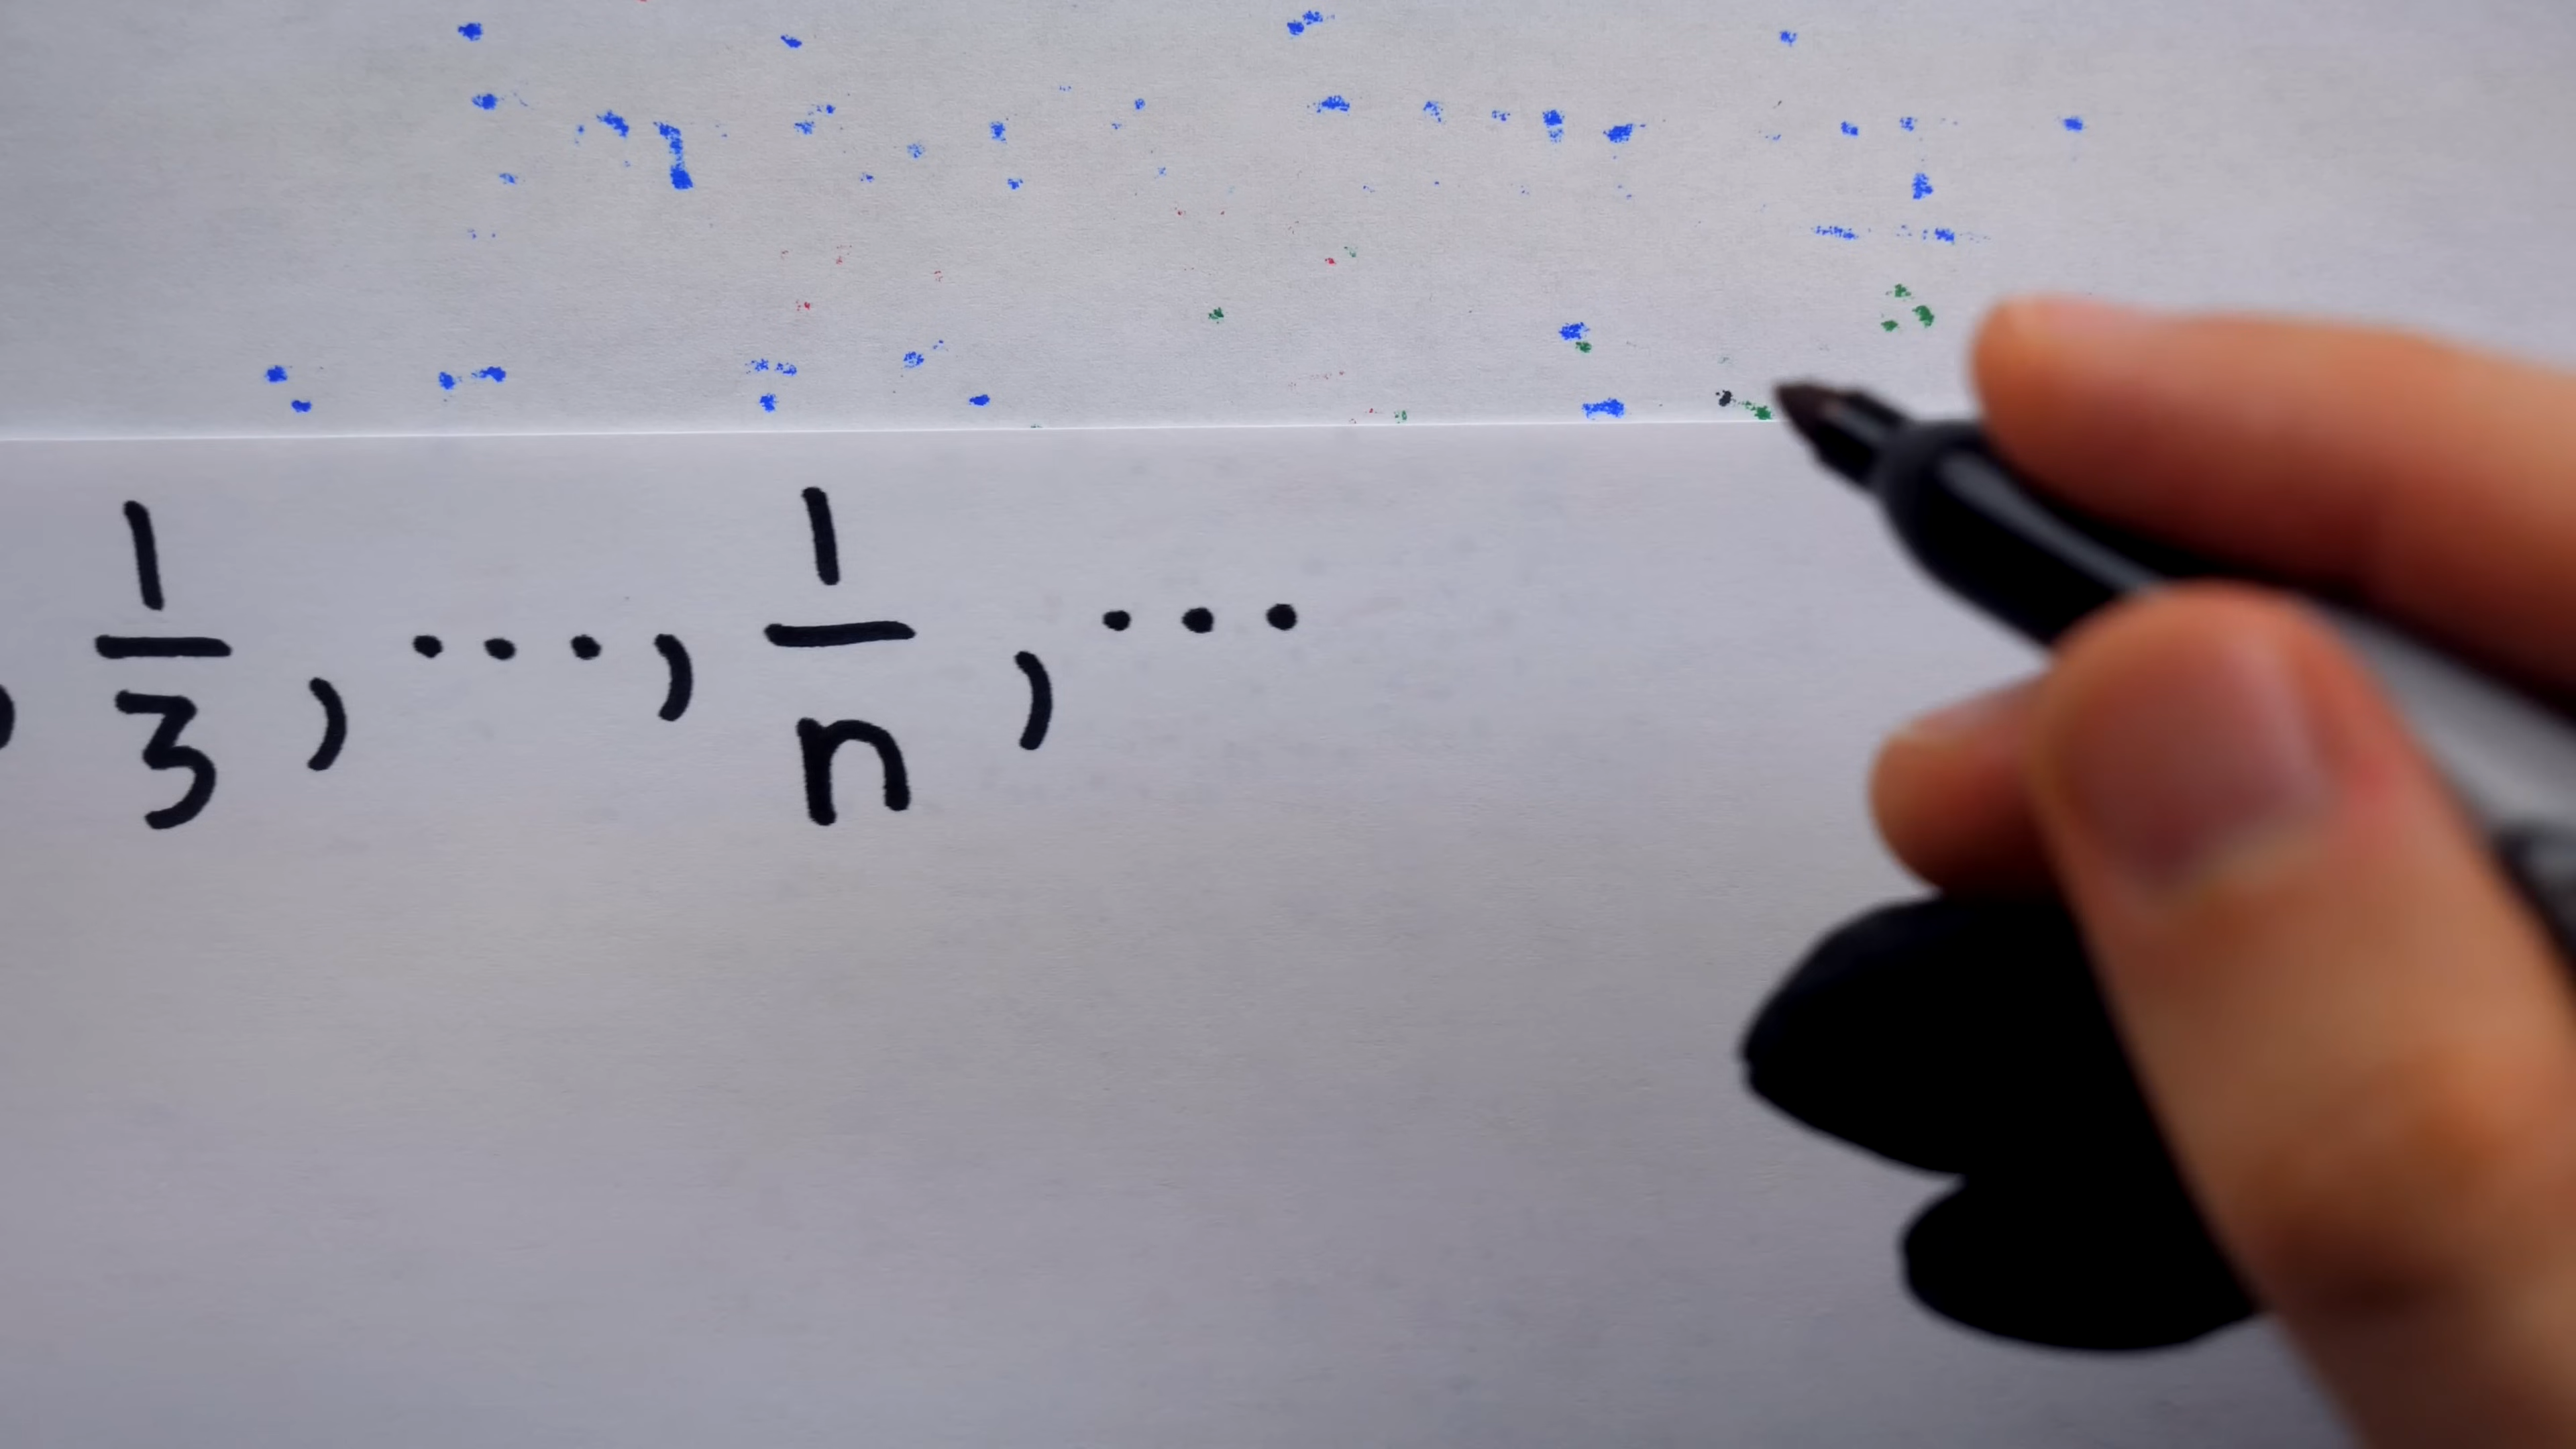 , 1/3, ..., 1/n, ...